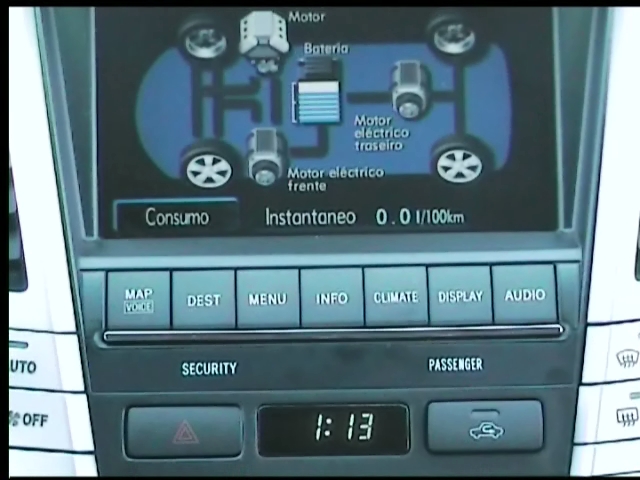 Motor
Batería
Motor
eléctrico
trasero
Motor eléctrico
frente
Consumo Instantaneo 0.0 l/100km
MAP
VOICE
DEST MENU INFO CLIMATE DISPLAY AUDIO
SECURITY PASSENGER
UTO
OFF
1:13